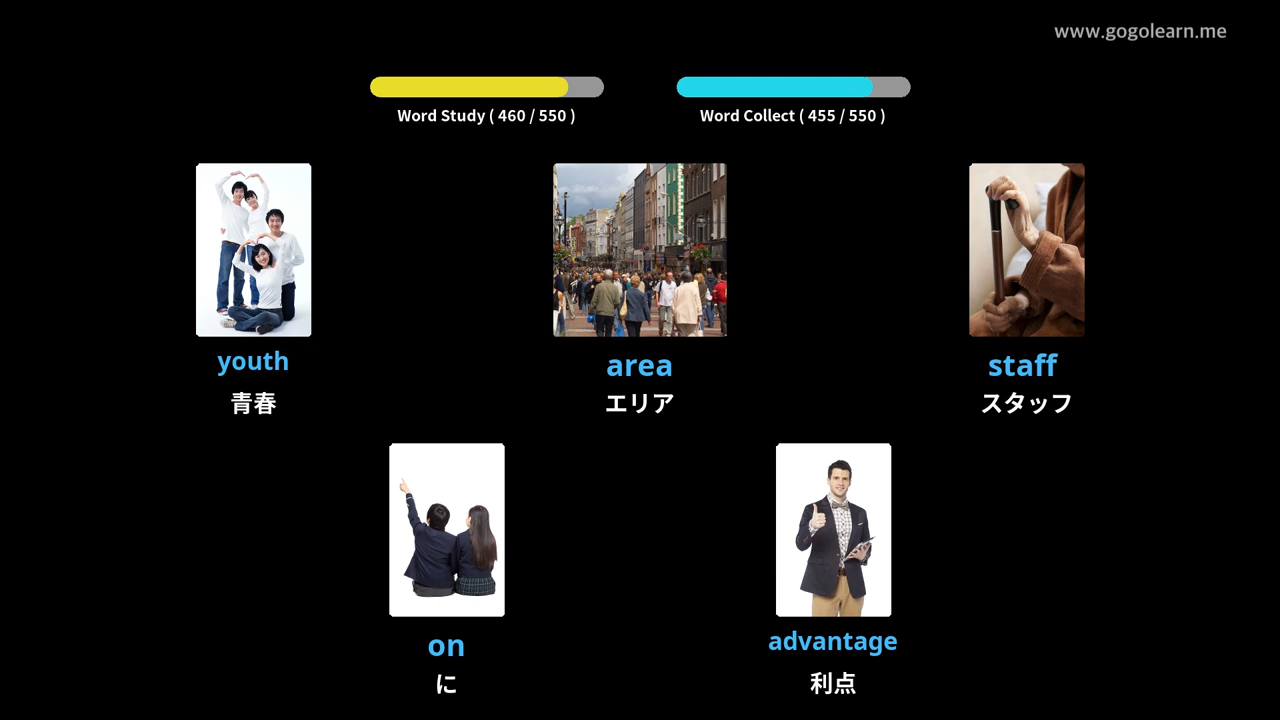 www.gogolearn.me
Word Study ( 460 / 550 )
Word Collect ( 455 / 550 )
youth
青春
area
エリア
staff
スタッフ
on
に
advantage
利点